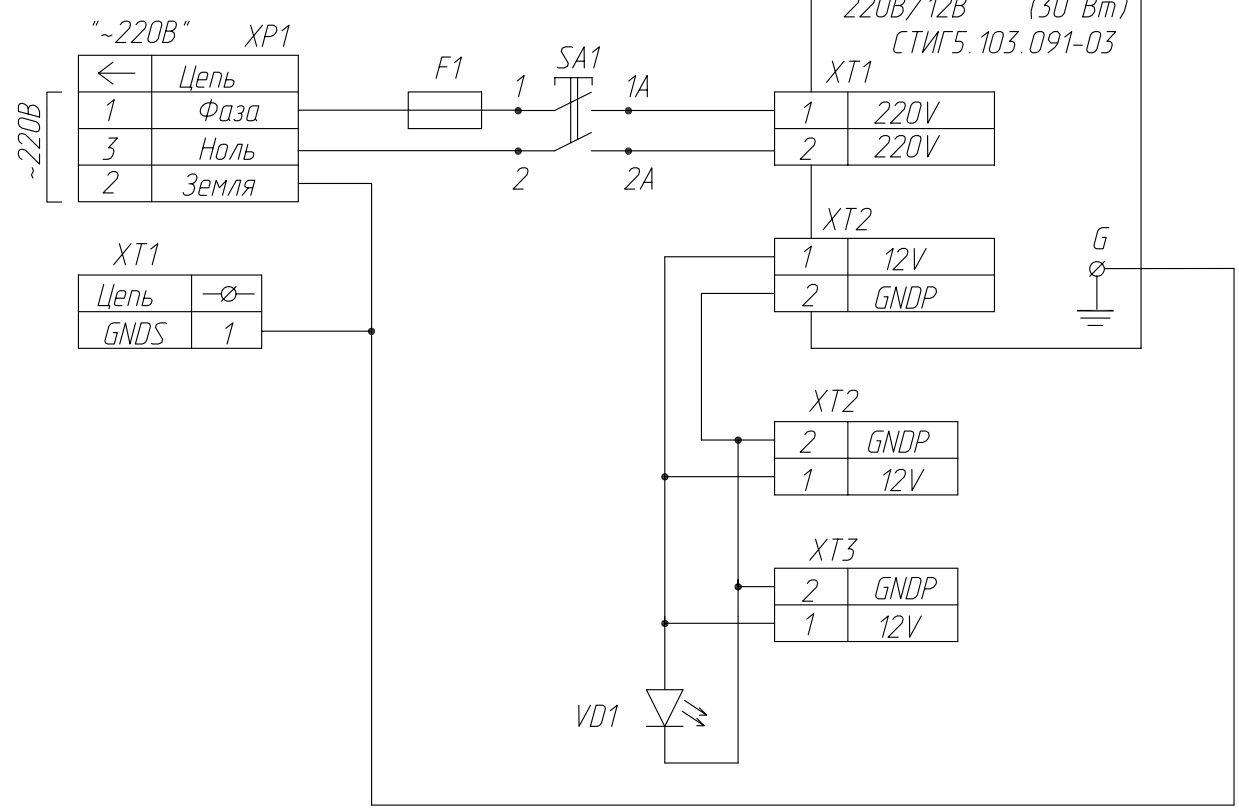 220В/12В (30 Вт)
СТИГ5.103.091-03
"~220В" XP1
Цепь
1 Фаза
3 Ноль
2 Земля
~220В
F1
SA1
1 1A
2 2A
XT1
1 220V
2 220V
XT2
1 12V
2 GNDP
G
XT1
Цепь
GNDS 1
XT2
2 GNDP
1 12V
XT3
2 GNDP
1 12V
VD1